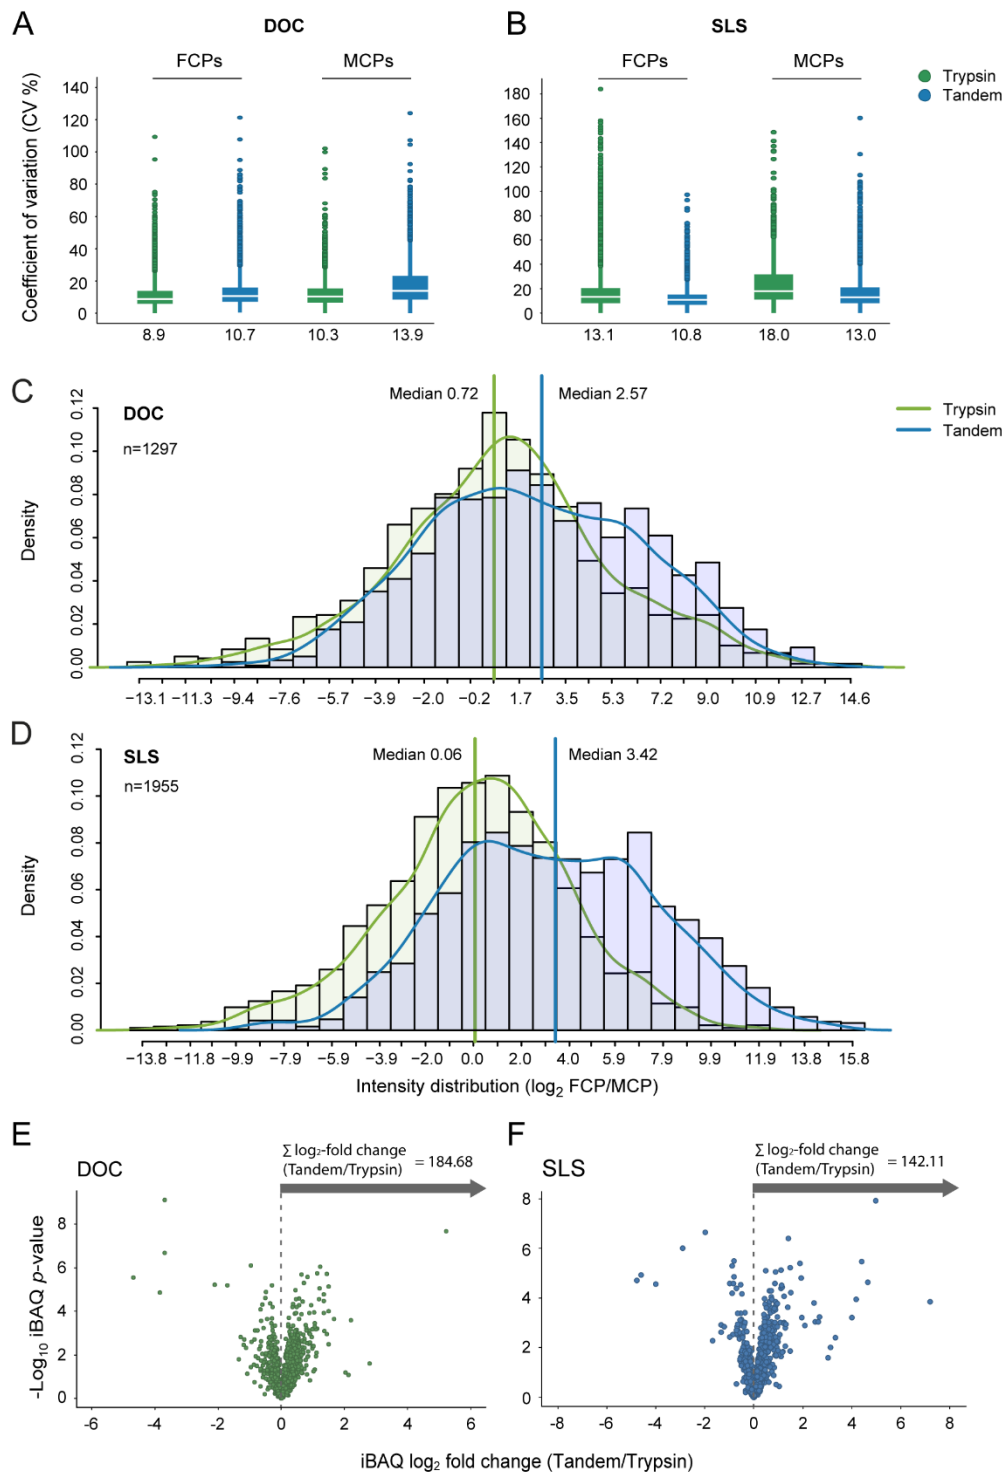 A
DOC
B
SLS
FCPs
MCPs
FCPs
MCPs
Trypsin
Tandem
Coefficient of variation (CV %)
140
120
100
80
60
40
20
0
180
160
140
120
100
80
60
40
20
0
8.9 10.7 10.3 13.9
13.1 10.8 18.0 13.0
C
DOC
n=1297
Median 0.72
Median 2.57
Trypsin
Tandem
Density
0.12
0.10
0.08
0.06
0.04
0.02
0.00
−13.1 −11.3 −9.4 −7.6 −5.7 −3.9 −2.0 −0.2 1.7 3.5 5.3 7.2 9.0 10.9 12.7 14.6
D
SLS
n=1955
Median 0.06
Median 3.42
Density
0.12
0.10
0.08
0.06
0.04
0.02
0.00
−13.8 −11.8 −9.9 −7.9 −5.9 −3.9 −2.0 0.0 2.0 4.0 5.9 7.9 9.9 11.9 13.8 15.8
Intensity distribution (log₂ FCP/MCP)
E
DOC
∑ log₂-fold change
(Tandem/Trypsin) = 184.68
F
SLS
∑ log₂-fold change
(Tandem/Trypsin) = 142.11
-Log₁₀ iBAQ p-value
8
6
4
2
0
-6 -4 -2 0 2 4 6
8
6
4
2
0
-8 -6 -4 -2 0 2 4 6 8
iBAQ log₂ fold change (Tandem/Trypsin)